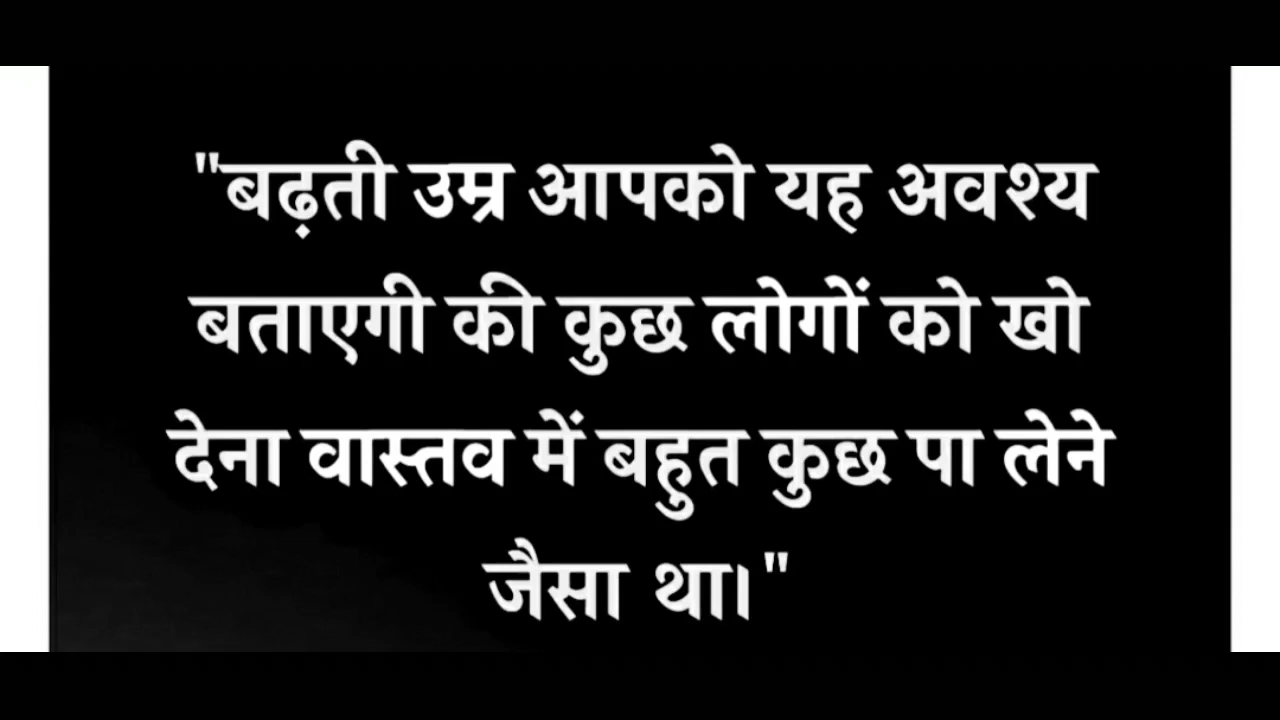 "बढ़ती उम्र आपको यह अवश्य
बताएगी की कुछ लोगों को खो
देना वास्तव में बहुत कुछ पा लेने
जैसा था।"